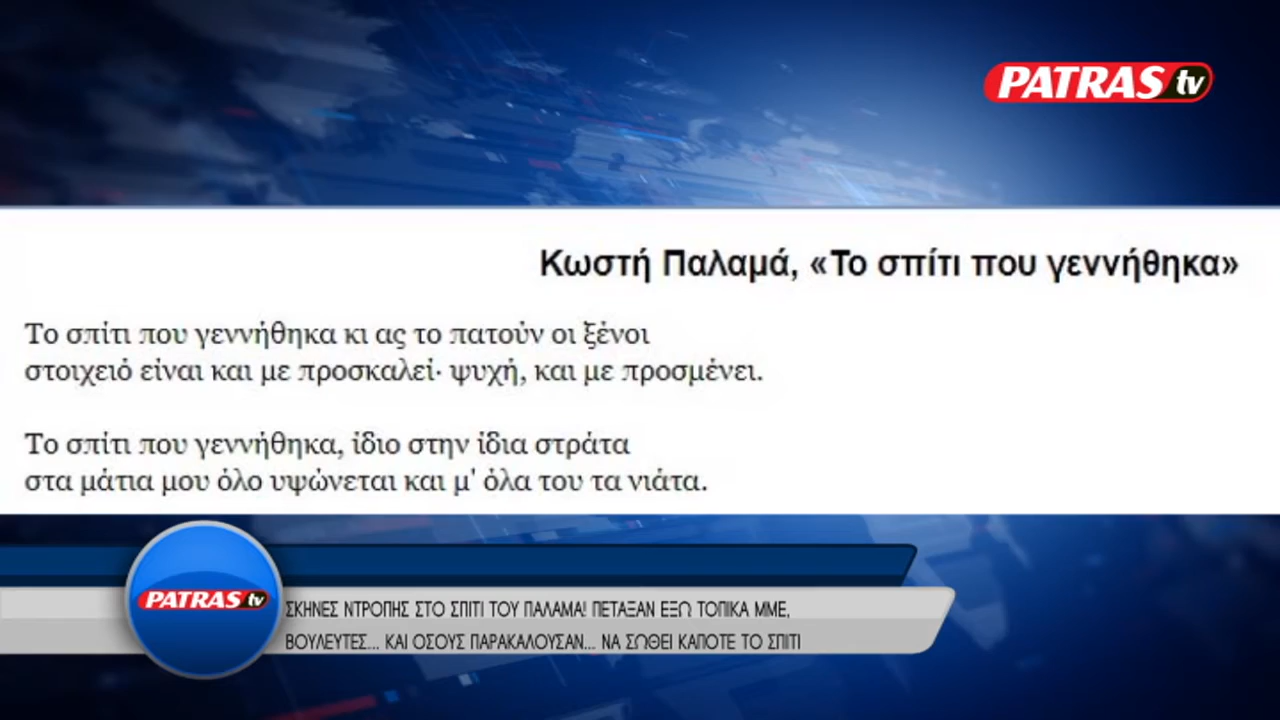 PATRAS tv
Κωστή Παλαμά, «Το σπίτι που γεννήθηκα»
Το σπίτι που γεννήθηκα κι ας το πατούν οι ξένοι
στοιχειό είναι και με προσκαλεί· ψυχή, και με προσμένει.
Το σπίτι που γεννήθηκα, ίδιο στην ίδια στράτα
στα μάτια μου όλο υψώνεται και μ' όλα του τα νιάτα.
PATRAS tv
ΣΚΗΝΕΣ ΝΤΡΟΠΗΣ ΣΤΟ ΣΠΙΤΙ ΤΟΥ ΠΑΛΑΜΑ! ΠΕΤΑΞΑΝ ΕΞΩ ΤΟΠΙΚΑ ΜΜΕ,
ΒΟΥΛΕΥΤΕΣ... ΚΑΙ ΟΣΟΥΣ ΠΑΡΑΚΑΛΟΥΣΑΝ... ΝΑ ΣΩΘΕΙ ΚΑΠΟΤΕ ΤΟ ΣΠΙΤΙ